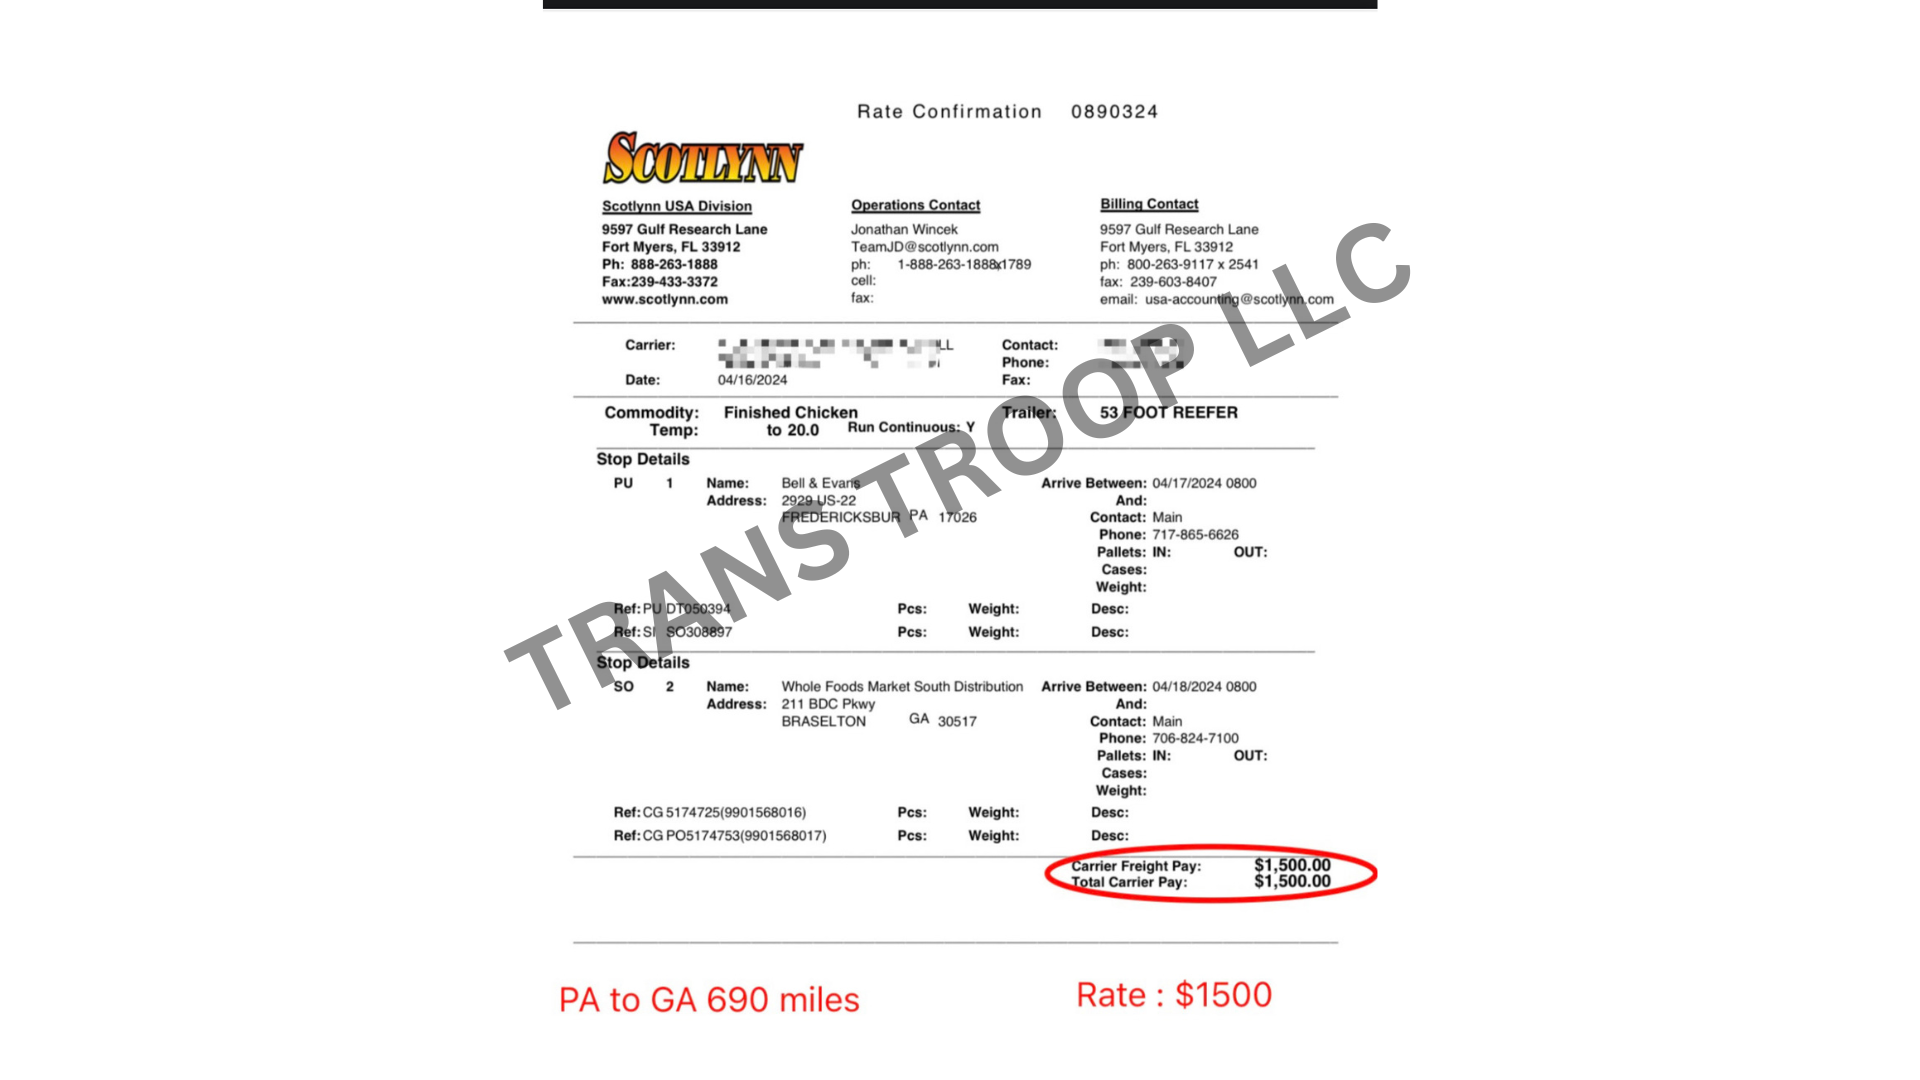 Rate Confirmation 0890324
SCOTLYNN
Scotlynn USA Division
9597 Gulf Research Lane
Fort Myers, FL 33912
Ph: 888-263-1888
Fax:239-433-3372
www.scotlynn.com
Operations Contact
Jonathan Wincek
TeamJD@scotlynn.com
ph: 1-888-263-1888x1789
cell:
fax:
Billing Contact
9597 Gulf Research Lane
Fort Myers, FL 33912
ph: 800-263-9117 x 2541
fax: 239-603-8407
email: usa-accounting@scotlynn.com
Carrier: LL
Date: 04/16/2024
Contact:
Phone:
Fax:
Commodity: Finished Chicken
Temp: to 20.0 Run Continuous: Y
Trailer: 53 FOOT REEFER
Stop Details
PU 1 Name: Bell & Evans
Address: 2929 US-22
FREDERICKSBUR PA 17026
Arrive Between: 04/17/2024 0800
And:
Contact: Main
Phone: 717-865-6626
Pallets: IN: OUT:
Cases:
Weight:
Ref: PU DT050394 Pcs: Weight: Desc:
Ref: SI SO308897 Pcs: Weight: Desc:
Stop Details
SO 2 Name: Whole Foods Market South Distribution
Address: 211 BDC Pkwy
BRASELTON GA 30517
Arrive Between: 04/18/2024 0800
And:
Contact: Main
Phone: 706-824-7100
Pallets: IN: OUT:
Cases:
Weight:
Ref: CG 5174725(9901568016) Pcs: Weight: Desc:
Ref: CG PO5174753(9901568017) Pcs: Weight: Desc:
Carrier Freight Pay: $1,500.00
Total Carrier Pay: $1,500.00
PA to GA 690 miles
Rate : $1500
TRANS TROOP LLC